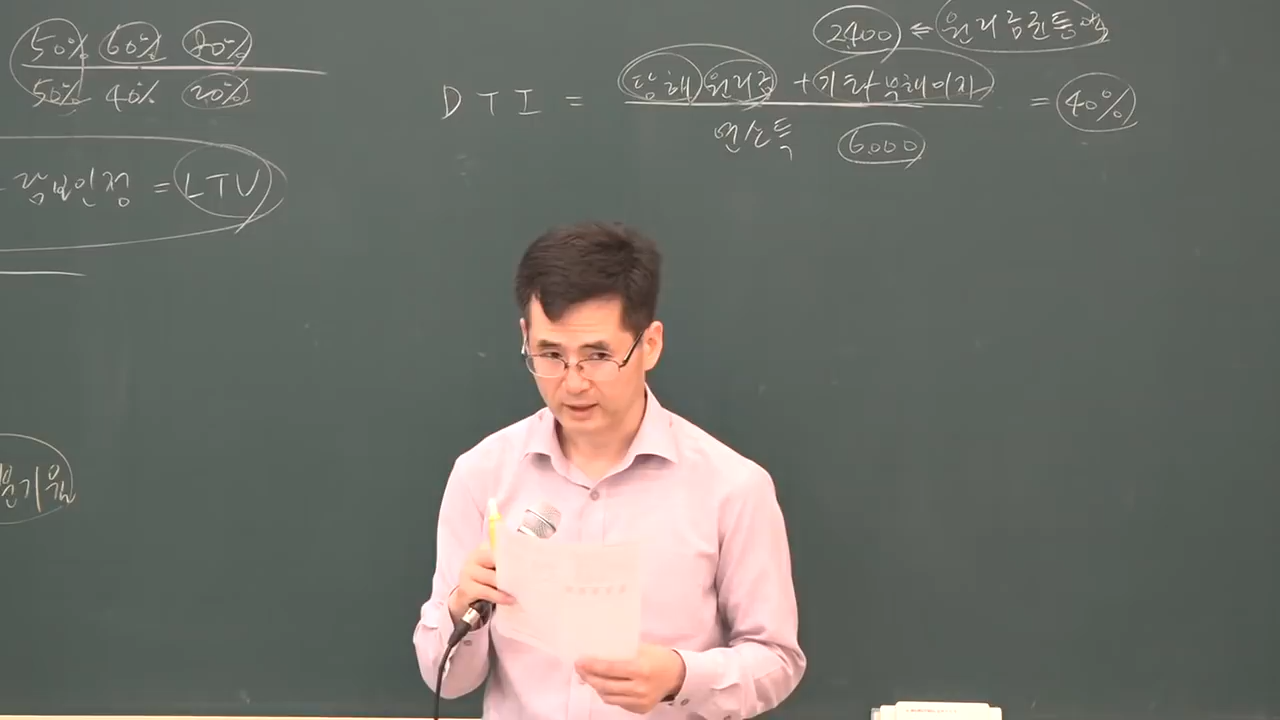 50% 60% 80%
50% 40% 20%
담보인정 = LTV
2400 ⇐ 원리금균등액
DTI = 당해 원리금 + 기타부채이자 = 40%
연소득 6.000